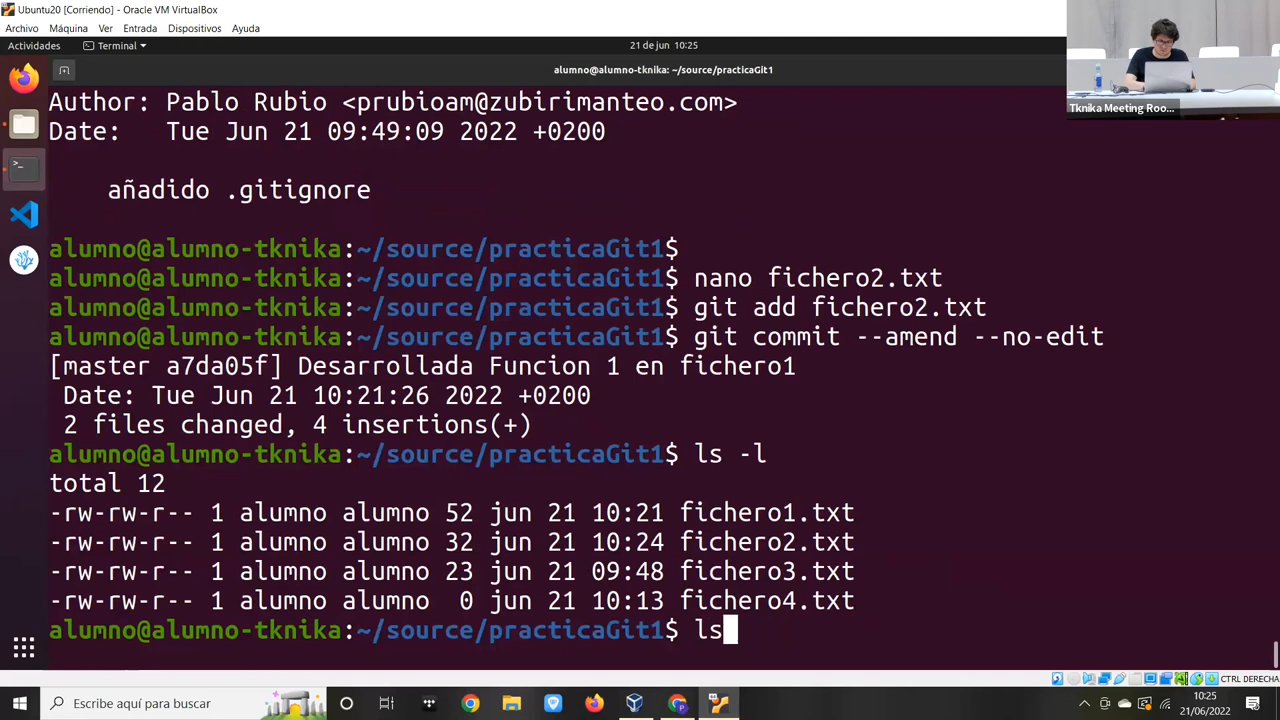 Ubuntu20 [Corriendo] - Oracle VM VirtualBox
Archivo Máquina Ver Entrada Dispositivos Ayuda
Actividades Terminal 21 de jun 10:25
alumno@alumno-tknika: ~/source/practicaGit1
Tknika Meeting Roo...
Author: Pablo Rubio <prubioam@zubirimanteo.com>
Date: Tue Jun 21 09:49:09 2022 +0200
añadido .gitignore
alumno@alumno-tknika:~/source/practicaGit1$
alumno@alumno-tknika:~/source/practicaGit1$ nano fichero2.txt
alumno@alumno-tknika:~/source/practicaGit1$ git add fichero2.txt
alumno@alumno-tknika:~/source/practicaGit1$ git commit --amend --no-edit
[master a7da05f] Desarrollada Funcion 1 en fichero1
Date: Tue Jun 21 10:21:26 2022 +0200
2 files changed, 4 insertions(+)
alumno@alumno-tknika:~/source/practicaGit1$ ls -l
total 12
-rw-rw-r-- 1 alumno alumno 52 jun 21 10:21 fichero1.txt
-rw-rw-r-- 1 alumno alumno 32 jun 21 10:24 fichero2.txt
-rw-rw-r-- 1 alumno alumno 23 jun 21 09:48 fichero3.txt
-rw-rw-r-- 1 alumno alumno 0 jun 21 10:13 fichero4.txt
alumno@alumno-tknika:~/source/practicaGit1$ ls
CTRL DERECHA
Escribe aquí para buscar
10:25
21/06/2022